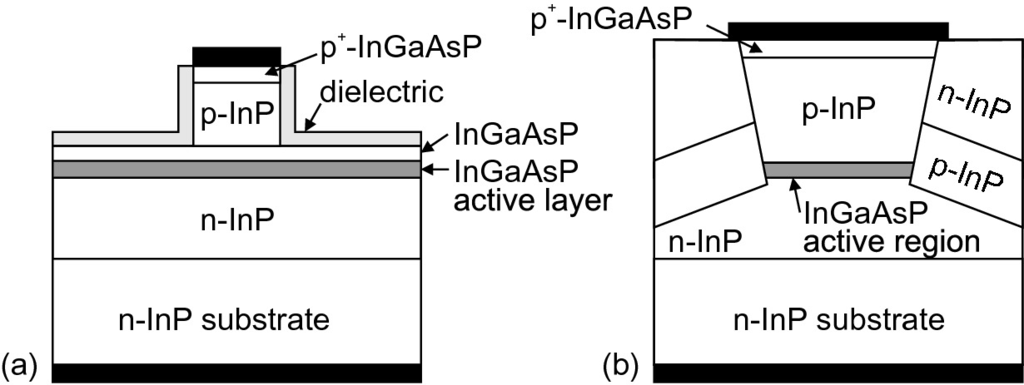 p⁺-InGaAsP
dielectric
p-InP
InGaAsP
InGaAsP
active layer
n-InP
n-InP substrate
(a)
p⁺-InGaAsP
p-InP
n-InP
p-InP
InGaAsP
active region
n-InP
n-InP substrate
(b)